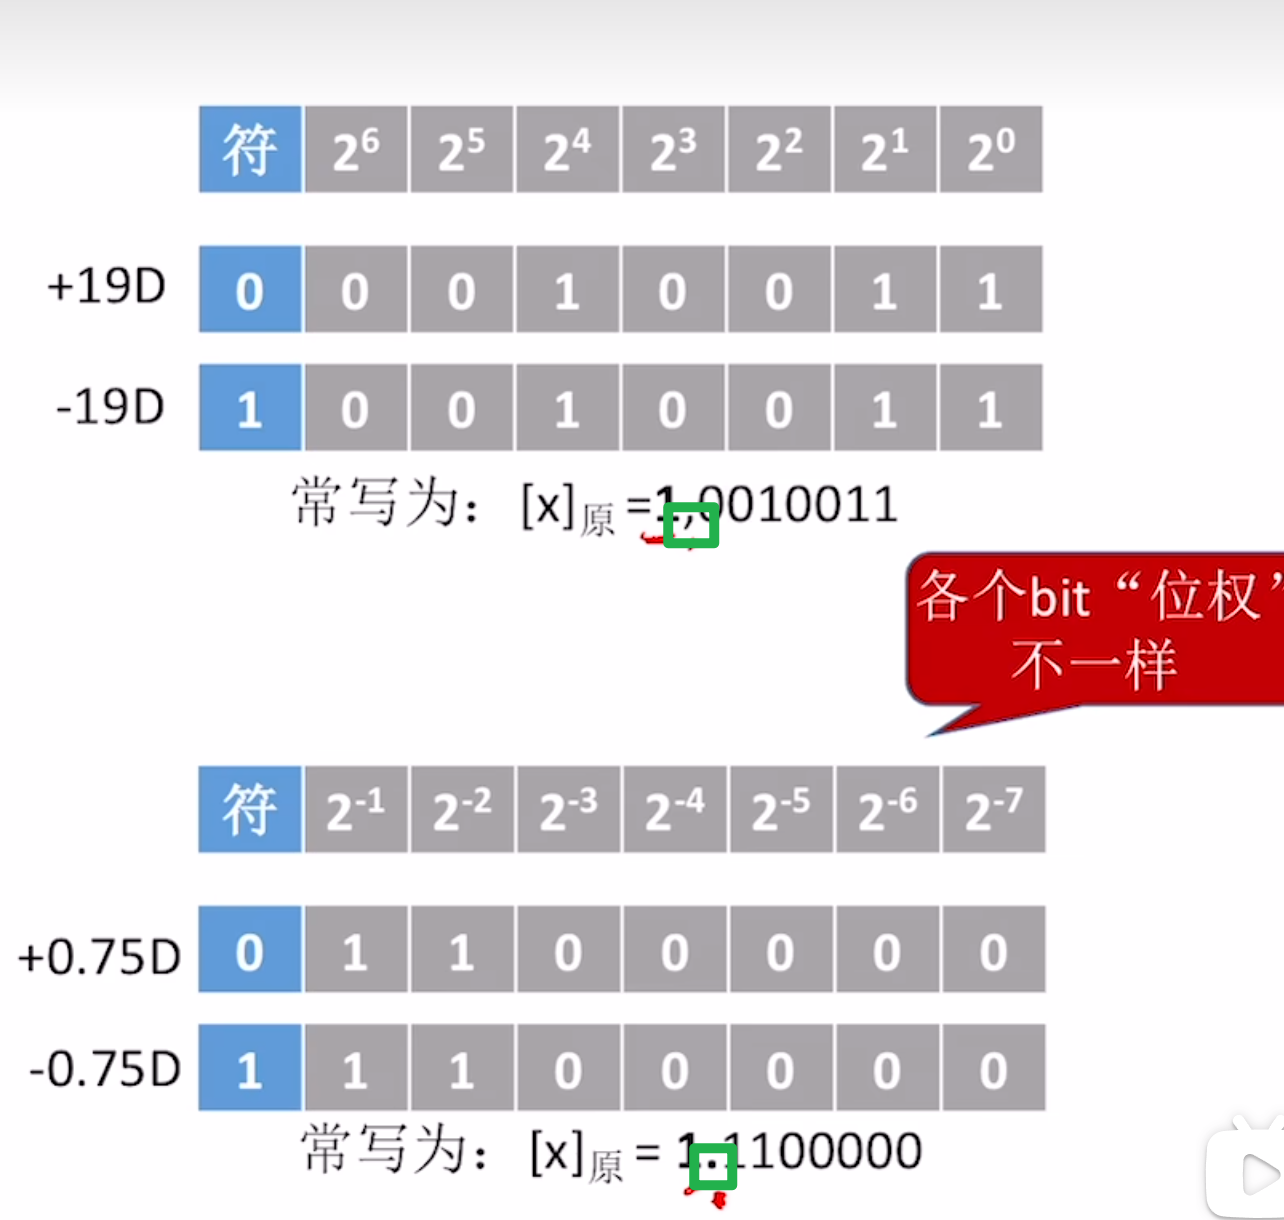 符 2⁶ 2⁵ 2⁴ 2³ 2² 2¹ 2⁰
+19D 0 0 0 1 0 0 1 1
-19D 1 0 0 1 0 0 1 1
常写为：[x]原 =1,0010011
各个bit“位权”
不一样
符 2⁻¹ 2⁻² 2⁻³ 2⁻⁴ 2⁻⁵ 2⁻⁶ 2⁻⁷
+0.75D 0 1 1 0 0 0 0 0
-0.75D 1 1 1 0 0 0 0 0
常写为：[x]原 = 1.1100000